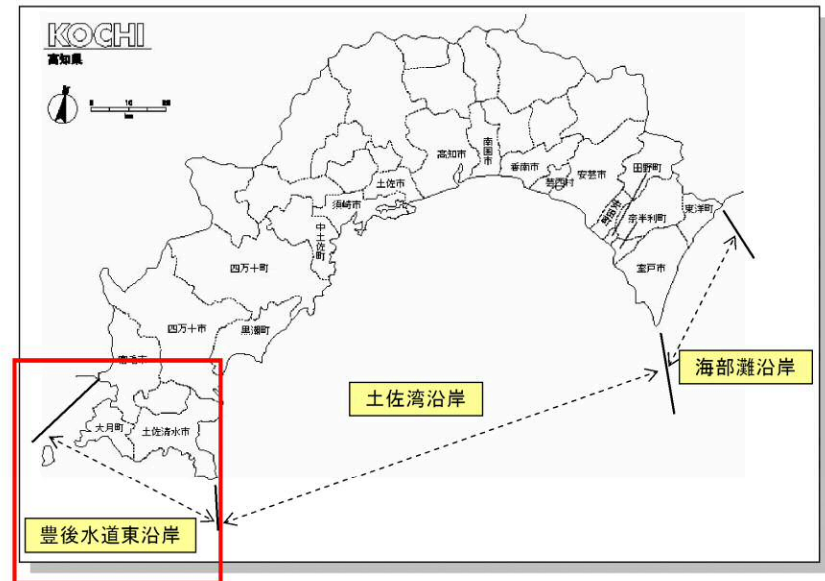 KOCHI
高知県
0 10 20
km
高知市
南国市
香南市
芸西村
安芸市
田野町
安田町
奈半利町
東洋町
室戸市
土佐市
須崎市
中土佐町
四万十町
四万十市
黒潮町
宿毛市
大月町
土佐清水市
海部灘沿岸
土佐湾沿岸
豊後水道東沿岸